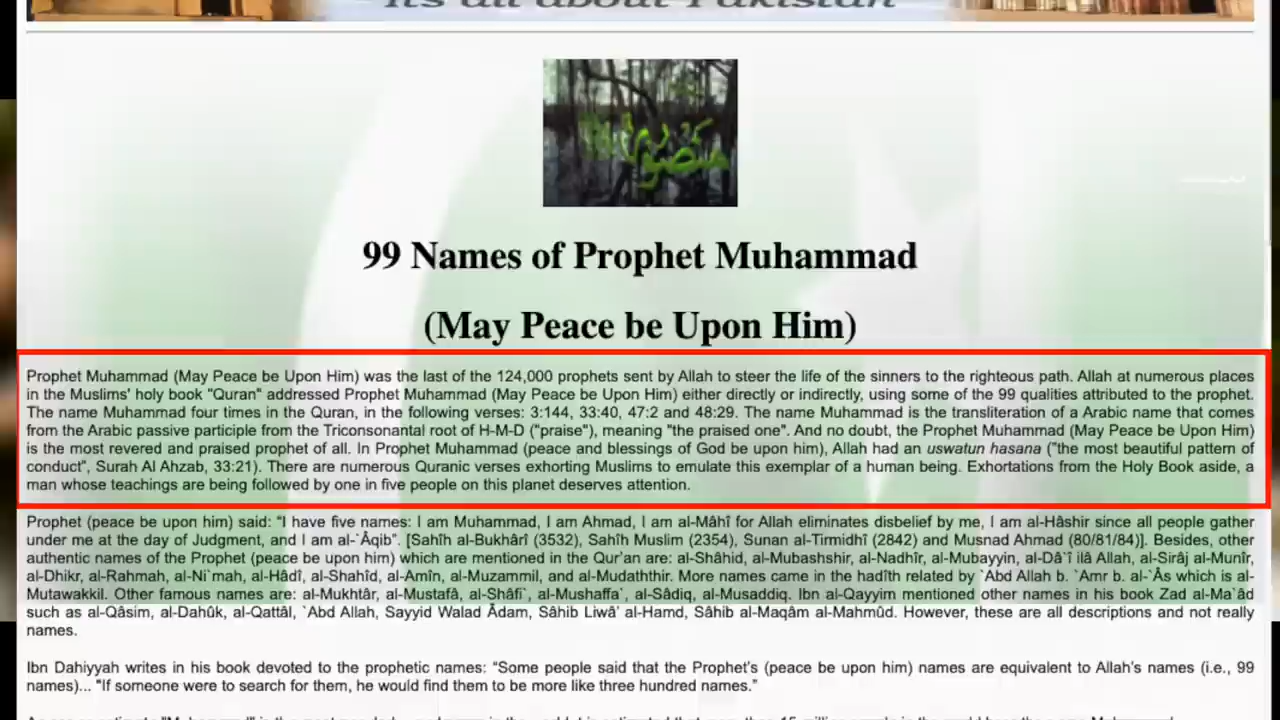 It's all about Pakistan
منصور
99 Names of Prophet Muhammad
(May Peace be Upon Him)
Prophet Muhammad (May Peace be Upon Him) was the last of the 124,000 prophets sent by Allah to steer the life of the sinners to the righteous path. Allah at numerous places
in the Muslims' holy book "Quran" addressed Prophet Muhammad (May Peace be Upon Him) either directly or indirectly, using some of the 99 qualities attributed to the prophet.
The name Muhammad four times in the Quran, in the following verses: 3:144, 33:40, 47:2 and 48:29. The name Muhammad is the transliteration of a Arabic name that comes
from the Arabic passive participle from the Triconsonantal root of H-M-D ("praise"), meaning "the praised one". And no doubt, the Prophet Muhammad (May Peace be Upon Him)
is the most revered and praised prophet of all. In Prophet Muhammad (peace and blessings of God be upon him), Allah had an uswatun hasana ("the most beautiful pattern of
conduct", Surah Al Ahzab, 33:21). There are numerous Quranic verses exhorting Muslims to emulate this exemplar of a human being. Exhortations from the Holy Book aside, a
man whose teachings are being followed by one in five people on this planet deserves attention.
Prophet (peace be upon him) said: “I have five names: I am Muhammad, I am Ahmad, I am al-Mâhî for Allah eliminates disbelief by me, I am al-Hâshir since all people gather
under me at the day of Judgment, and I am al-`Âqib”. [Sahîh al-Bukhârî (3532), Sahîh Muslim (2354), Sunan al-Tirmidhî (2842) and Musnad Ahmad (80/81/84)]. Besides, other
authentic names of the Prophet (peace be upon him) which are mentioned in the Qur’an are: al-Shâhid, al-Mubashshir, al-Nadhîr, al-Mubayyin, al-Dâ`î ilâ Allah, al-Sirâj al-Munîr,
al-Dhikr, al-Rahmah, al-Ni`mah, al-Hâdî, al-Shahîd, al-Amîn, al-Muzammil, and al-Mudaththir. More names came in the hadîth related by `Abd Allah b. `Amr b. al-`Âs which is al-
Mutawakkil. Other famous names are: al-Mukhtâr, al-Mustafâ, al-Shâfi`, al-Mushaffa`, al-Sâdiq, al-Musaddiq. Ibn al-Qayyim mentioned other names in his book Zad al-Ma`âd
such as al-Qâsim, al-Dahûk, al-Qattâl, `Abd Allah, Sayyid Walad Ãdam, Sâhib Liwâ’ al-Hamd, Sâhib al-Maqâm al-Mahmûd. However, these are all descriptions and not really
names.
Ibn Dahiyyah writes in his book devoted to the prophetic names: “Some people said that the Prophet’s (peace be upon him) names are equivalent to Allah’s names (i.e., 99
names)... "If someone were to search for them, he would find them to be more like three hundred names.”